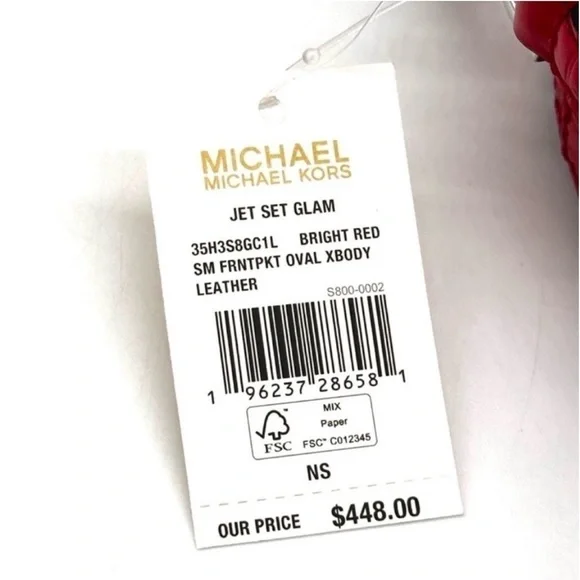 MICHAEL
MICHAEL KORS
JET SET GLAM
35H3S8GC1L BRIGHT RED
SM FRNTPKT OVAL XBODY
LEATHER
S800-0002
1 96237 28658 1
FSC
MIX
Paper
FSC™ C012345
NS
OUR PRICE $448.00